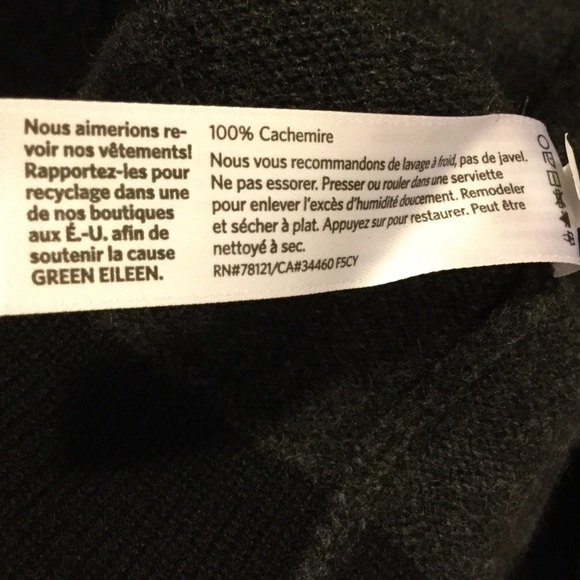 Nous aimerions re-
voir nos vêtements!
Rapportez-les pour
recyclage dans une
de nos boutiques
aux É.-U. afin de
soutenir la cause
GREEN EILEEN.
100% Cachemire
Nous vous recommandons de lavage à froid, pas de javel.
Ne pas essorer. Presser ou rouler dans une serviette
pour enlever l'excès d'humidité doucement. Remodeler
et sécher à plat. Appuyez sur pour restaurer. Peut être
nettoyé à sec.
RN#78121/CA#34460 F5CY